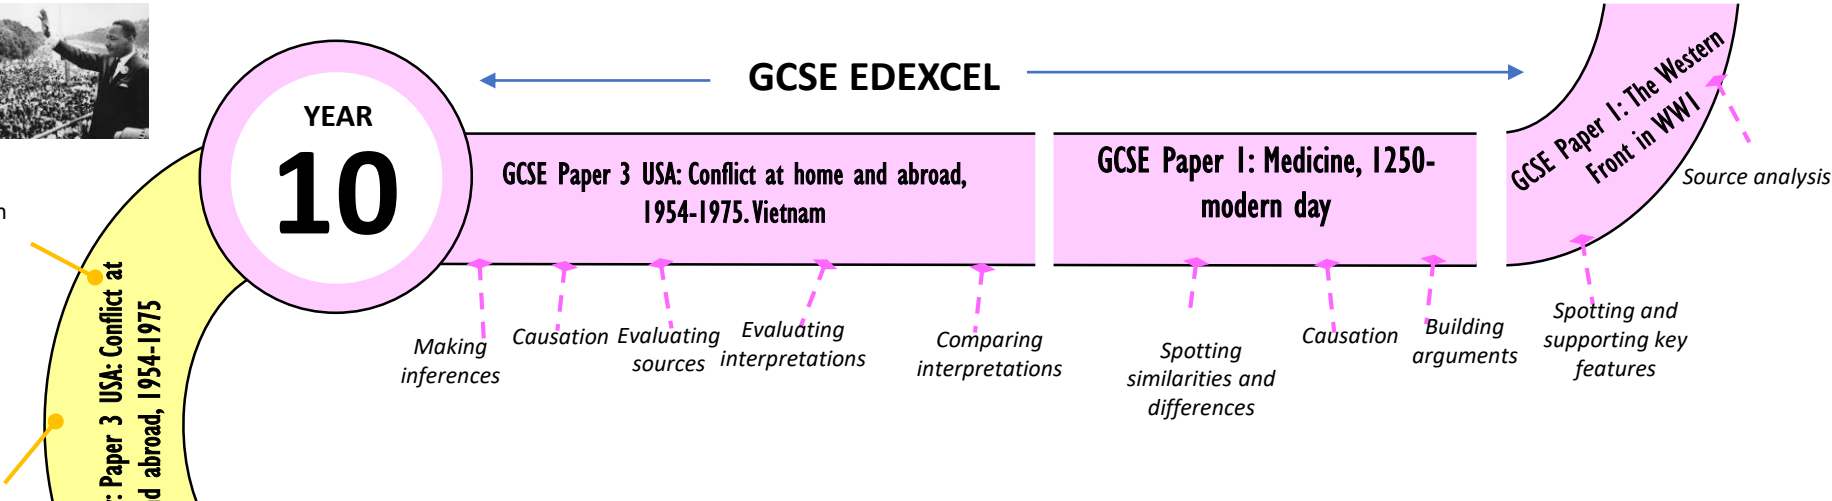 GCSE EDEXCEL
YEAR
10
GCSE Paper 3 USA: Conflict at home and abroad,
1954-1975. Vietnam
GCSE Paper 1: Medicine, 1250-
modern day
GCSE Paper 1: The Western
Front in WW1
Source analysis
n
: Paper 3 USA: Conflict at
d abroad, 1954-1975
Making
inferences
Causation
Evaluating
sources
Evaluating
interpretations
Comparing
interpretations
Spotting
similarities and
differences
Causation
Building
arguments
Spotting and
supporting key
features